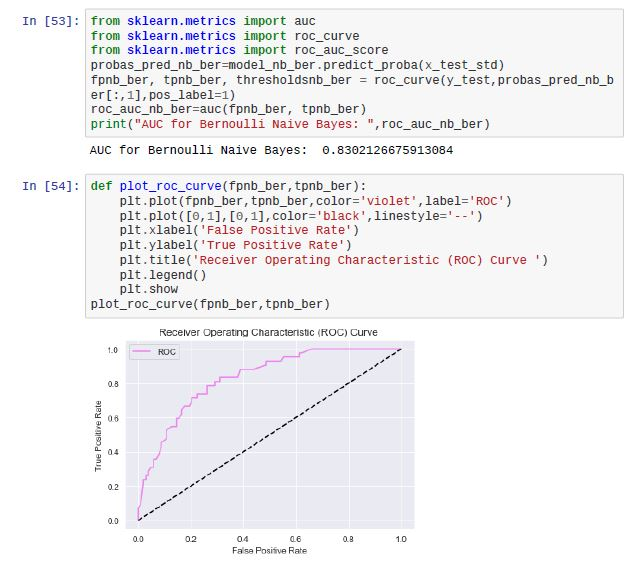 In [53]: from sklearn.metrics import auc
from sklearn.metrics import roc_curve
from sklearn.metrics import roc_auc_score
probas_pred_nb_ber=model_nb_ber.predict_proba(x_test_std)
fpnb_ber, tpnb_ber, thresholdsnb_ber = roc_curve(y_test,probas_pred_nb_b
er[:,1],pos_label=1)
roc_auc_nb_ber=auc(fpnb_ber, tpnb_ber)
print("AUC for Bernoulli Naive Bayes: ",roc_auc_nb_ber)
AUC for Bernoulli Naive Bayes:  0.8302126675913084
In [54]: def plot_roc_curve(fpnb_ber,tpnb_ber):
    plt.plot(fpnb_ber,tpnb_ber,color='violet',label='ROC')
    plt.plot([0,1],[0,1],color='black',linestyle='--')
    plt.xlabel('False Positive Rate')
    plt.ylabel('True Positive Rate')
    plt.title('Receiver Operating Characteristic (ROC) Curve ')
    plt.legend()
    plt.show
plot_roc_curve(fpnb_ber,tpnb_ber)
Receiver Operating Characteristic (ROC) Curve
ROC
True Positive Rate
1.0
0.8
0.6
0.4
0.2
0.0
0.0 0.2 0.4 0.6 0.8 1.0
False Positive Rate